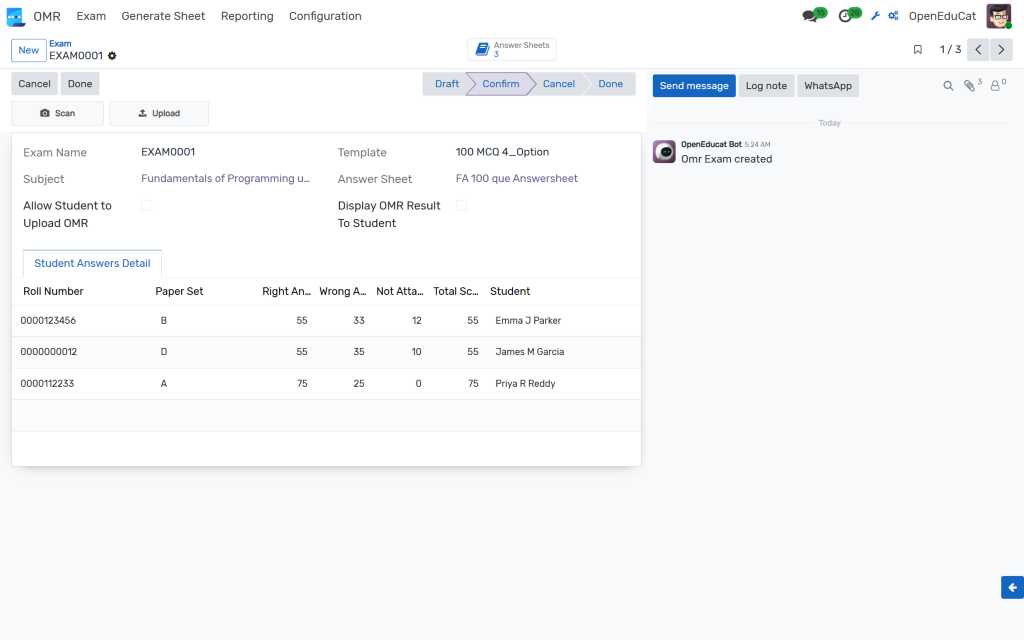 OMR Exam Generate Sheet Reporting Configuration 15 28 OpenEduCat
New Exam EXAM0001 Answer Sheets 3 1 / 3
Cancel Done Draft Confirm Cancel Done Send message Log note WhatsApp 3 0
Scan Upload
Today
OpenEducat Bot 5:24 AM
Omr Exam created
Exam Name EXAM0001 Template 100 MCQ 4_Option
Subject Fundamentals of Programming u... Answer Sheet FA 100 que Answersheet
Allow Student to Upload OMR Display OMR Result To Student
Student Answers Detail
Roll Number Paper Set Right An... Wrong A... Not Atta... Total Sc... Student
0000123456 B 55 33 12 55 Emma J Parker
0000000012 D 55 35 10 55 James M Garcia
0000112233 A 75 25 0 75 Priya R Reddy